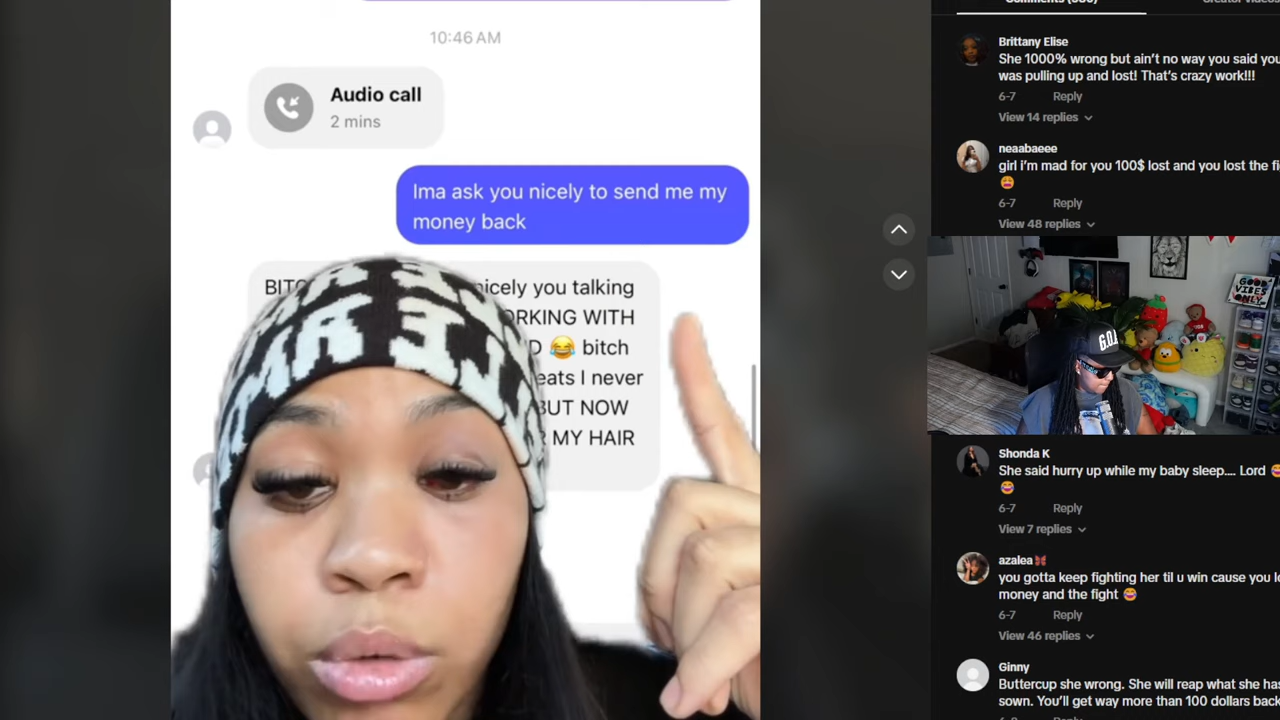 Comments
10:46 AM
Audio call
2 mins
Ima ask you nicely to send me my
money back
nicely you talking
WORKING WITH
😂 bitch
I never
BUT NOW
MY HAIR
Brittany Elise
She 1000% wrong but ain't no way you said you
was pulling up and lost! That's crazy work!!!
6-7 Reply
View 14 replies
neaabaeee
girl i'm mad for you 100$ lost and you lost the
😩
6-7 Reply
View 48 replies
GOOD
VIBES
ONLY
G.O.
Shonda K
She said hurry up while my baby sleep.... Lord 😂
😂
6-7 Reply
View 7 replies
azalea🎀
you gotta keep fighting her til u win cause you
money and the fight 😂
6-7 Reply
View 46 replies
Ginny
Buttercup she wrong. She will reap what she has
sown. You'll get way more than 100 dollars back
Reply